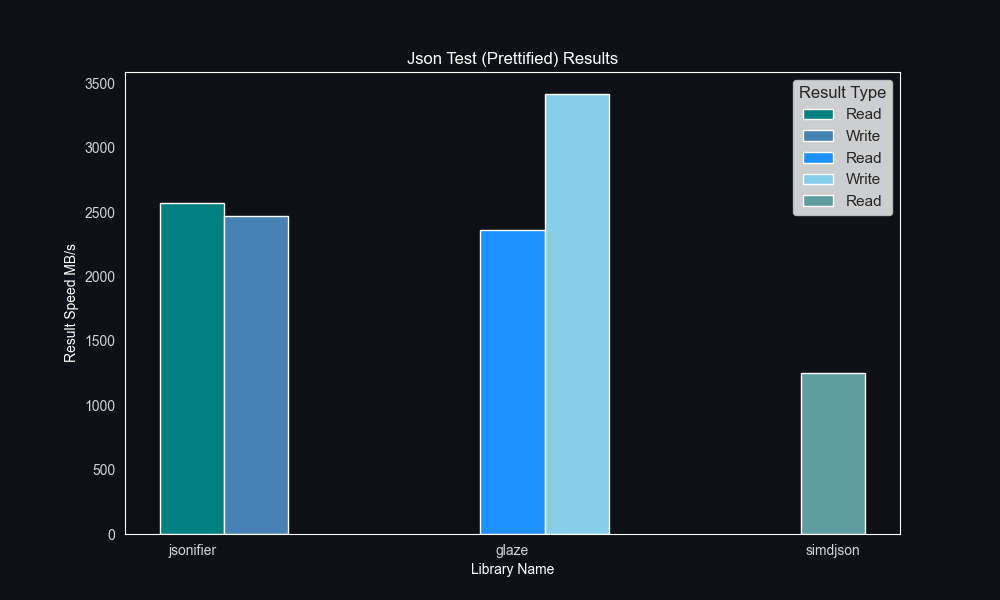 Json Test (Prettified) Results
Result Type
Read
Write
Read
Write
Read
3500
3000
2500
2000
1500
1000
500
0
Result Speed MB/s
jsonifier
glaze
simdjson
Library Name